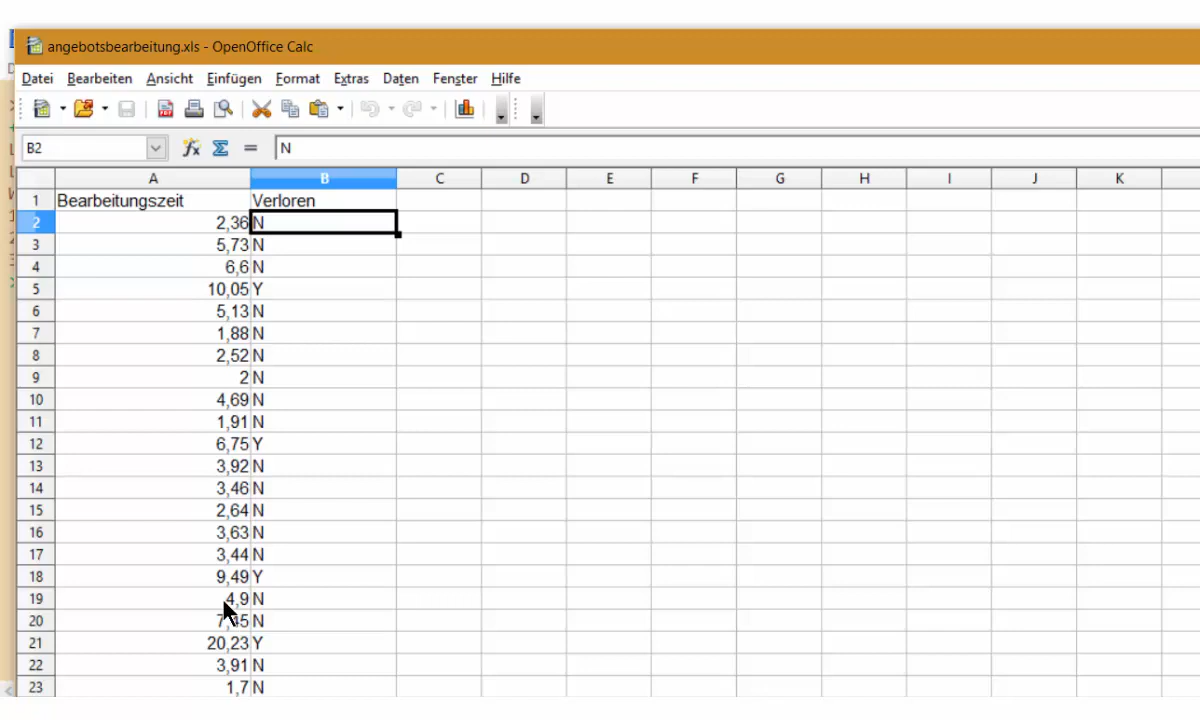 angebotsbearbeitung.xls - OpenOffice Calc
Datei Bearbeiten Ansicht Einfügen Format Extras Daten Fenster Hilfe
B2 fx Σ = N
A B C D E F G H I J K
1 Bearbeitungszeit Verloren
2 2,36 N
3 5,73 N
4 6,6 N
5 10,05 Y
6 5,13 N
7 1,88 N
8 2,52 N
9 2 N
10 4,69 N
11 1,91 N
12 6,75 Y
13 3,92 N
14 3,46 N
15 2,64 N
16 3,63 N
17 3,44 N
18 9,49 Y
19 4,9 N
20 7,45 N
21 20,23 Y
22 3,91 N
23 1,7 N